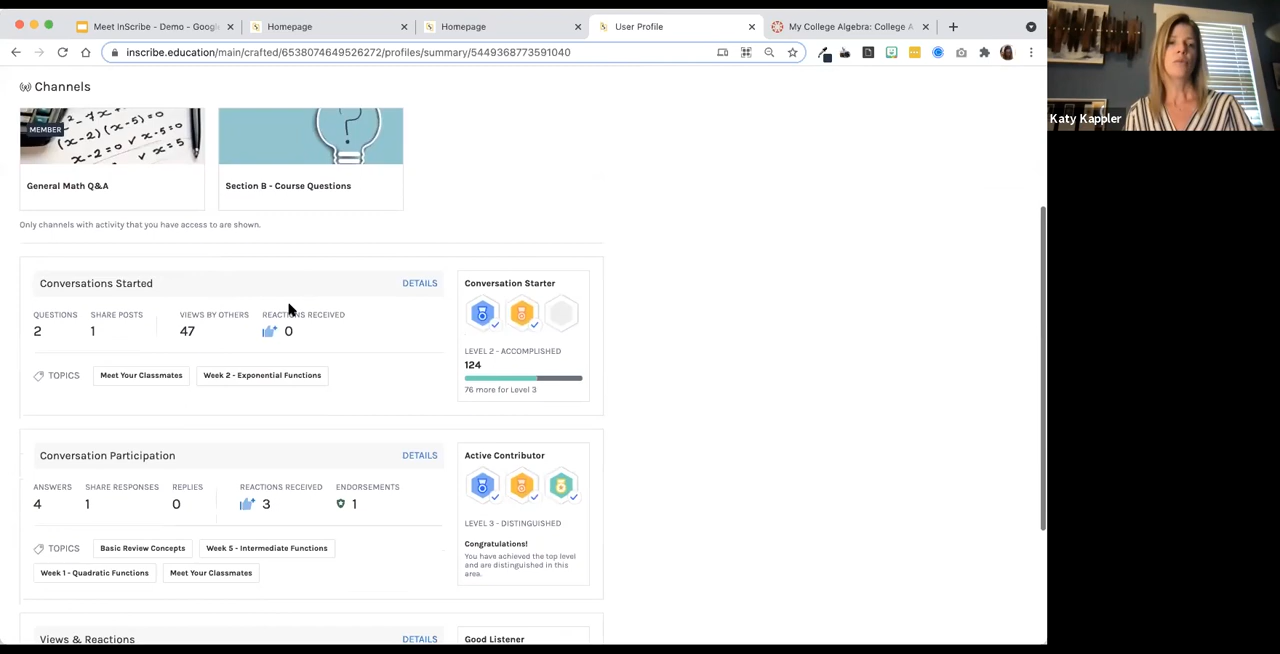 Meet InScribe - Demo - Goog
Homepage
Homepage
User Profile
My College Algebra: College A
inscribe.education/main/crafted/6538074649526272/profiles/summary/5449368773591040
Channels
MEMBER
General Math Q&A
Section B - Course Questions
Only channels with activity that you have access to are shown.
Conversations Started
DETAILS
QUESTIONS SHARE POSTS VIEWS BY OTHERS REACTIONS RECEIVED
2 1 47 0
TOPICS Meet Your Classmates Week 2 - Exponential Functions
Conversation Starter
LEVEL 2 - ACCOMPLISHED
124
76 more for Level 3
Conversation Participation
DETAILS
ANSWERS SHARE RESPONSES REPLIES REACTIONS RECEIVED ENDORSEMENTS
4 1 0 3 1
TOPICS Basic Review Concepts Week 5 - Intermediate Functions
Week 1 - Quadratic Functions Meet Your Classmates
Active Contributor
LEVEL 3 - DISTINGUISHED
Congratulations!
You have achieved the top level
and are distinguished in this
area.
Views & Reactions
DETAILS
Good Listener
Katy Kappler